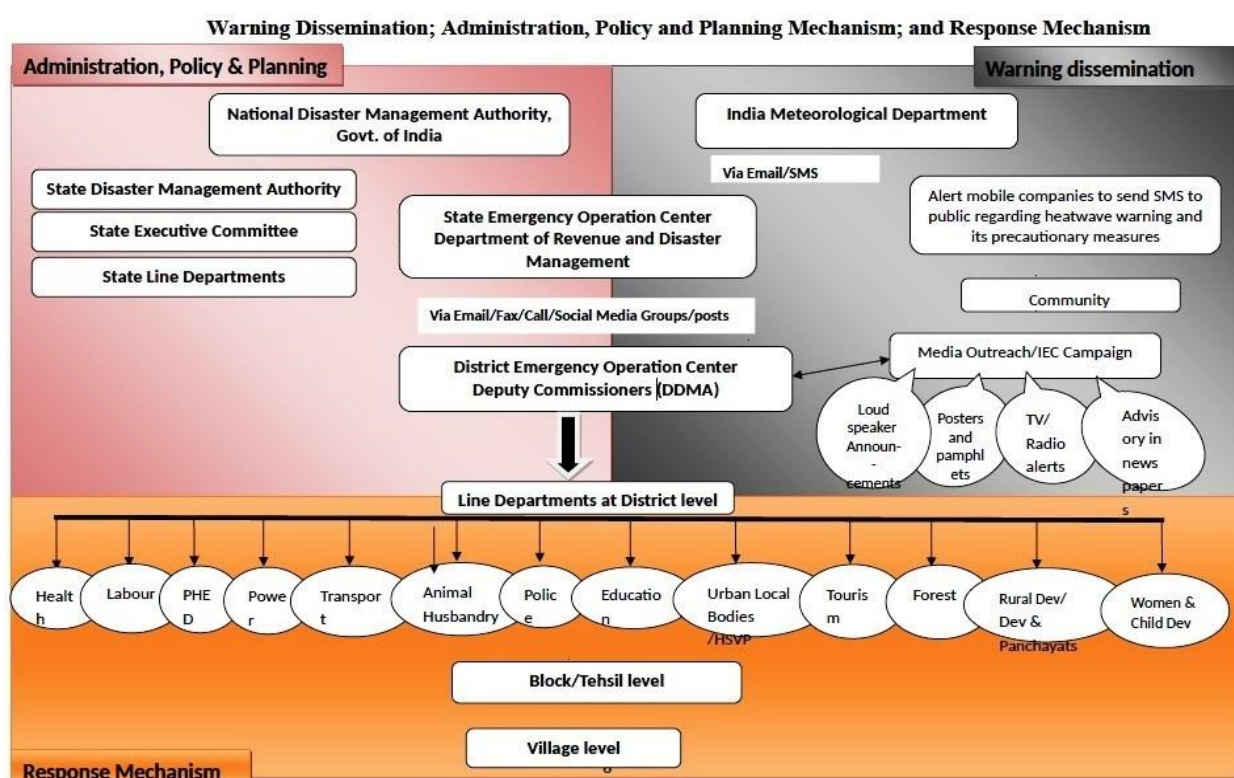 Warning Dissemination; Administration, Policy and Planning Mechanism; and Response Mechanism
Administration, Policy & Planning
Warning dissemination
National Disaster Management Authority,
Govt. of India
India Meteorological Department
Via Email/SMS
State Disaster Management Authority
State Executive Committee
State Line Departments
State Emergency Operation Center
Department of Revenue and Disaster
Management
Alert mobile companies to send SMS to
public regarding heatwave warning and
its precautionary measures
Community
Via Email/Fax/Call/Social Media Groups/posts
District Emergency Operation Center
Deputy Commissioners (DDMA)
Media Outreach/IEC Campaign
Loud
speaker
Announ-
-
cements
Posters
and
pamphl
ets
TV/
Radio
alerts
Advis
ory in
news
paper
s
Line Departments at District level
Healt
h
Labour
PHE
D
Powe
r
Transpor
t
Animal
Husbandry
Polic
e
Educatio
n
Urban Local
Bodies
/HSVP
Touris
m
Forest
Rural Dev/
Dev &
Panchayats
Women &
Child Dev
Block/Tehsil level
Village level
Response Mechanism